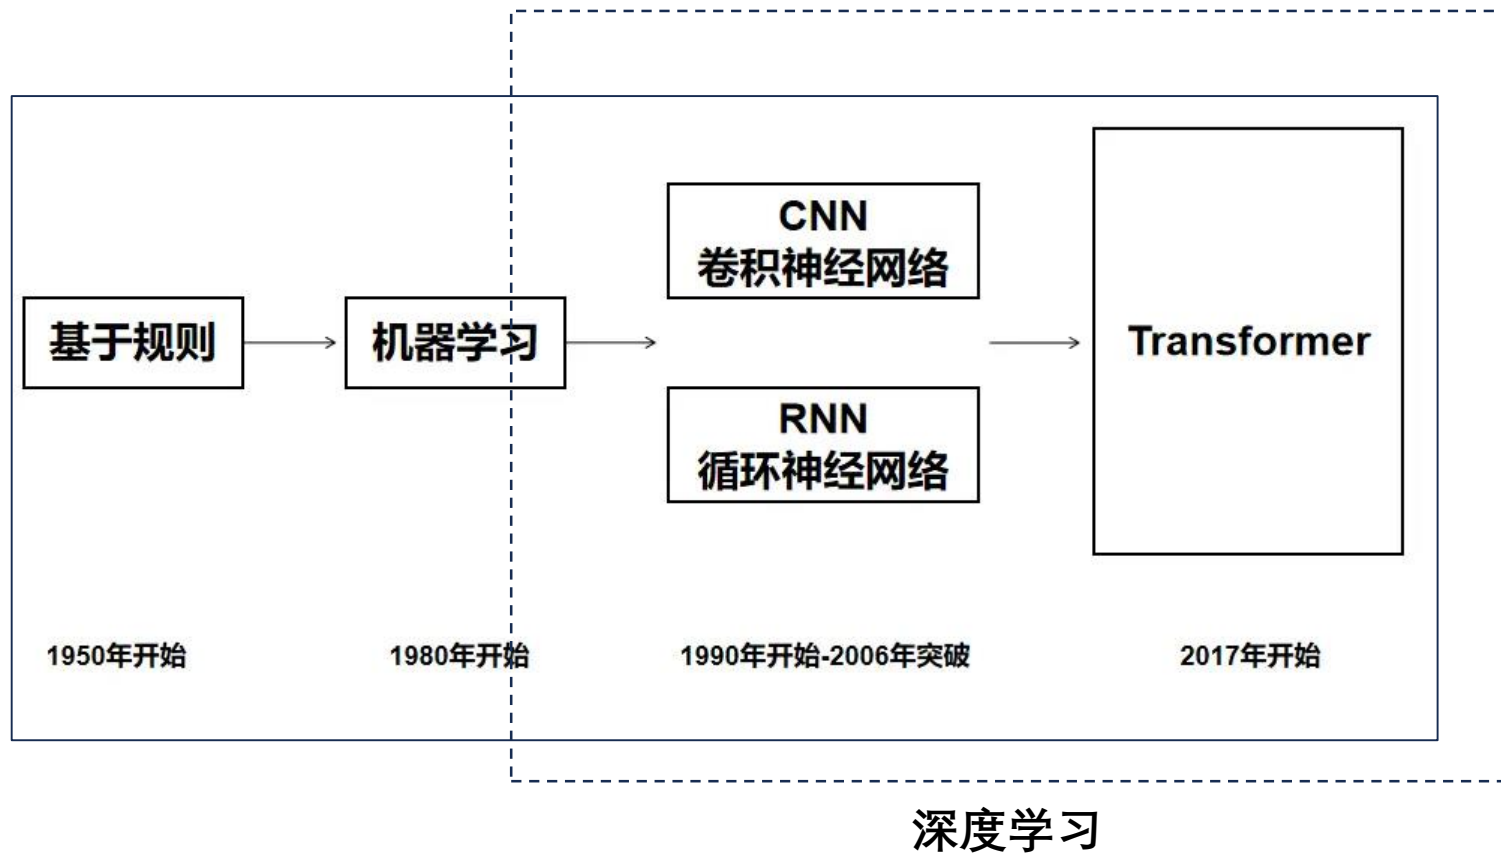 基于规则
机器学习
CNN
卷积神经网络
RNN
循环神经网络
Transformer
1950年开始
1980年开始
1990年开始-2006年突破
2017年开始
深度学习